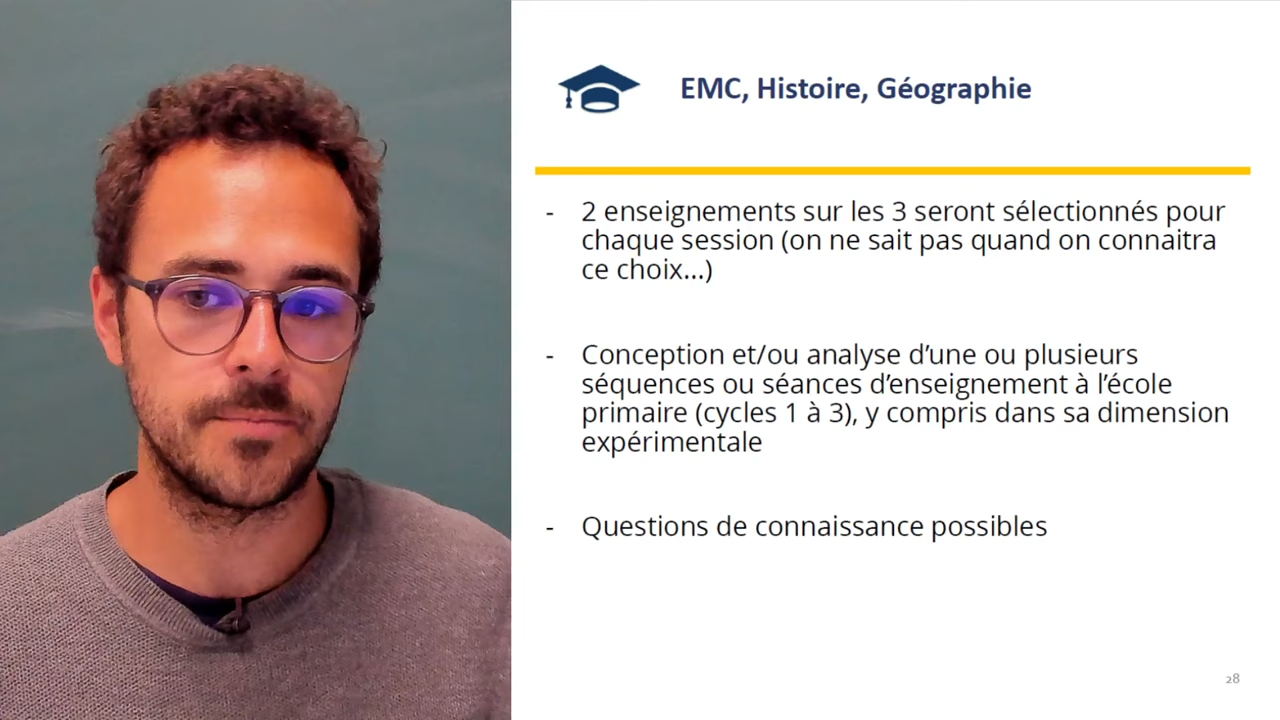 EMC, Histoire, Géographie
- 2 enseignements sur les 3 seront sélectionnés pour
chaque session (on ne sait pas quand on connaitra
ce choix...)
- Conception et/ou analyse d’une ou plusieurs
séquences ou séances d’enseignement à l’école
primaire (cycles 1 à 3), y compris dans sa dimension
expérimentale
- Questions de connaissance possibles
28